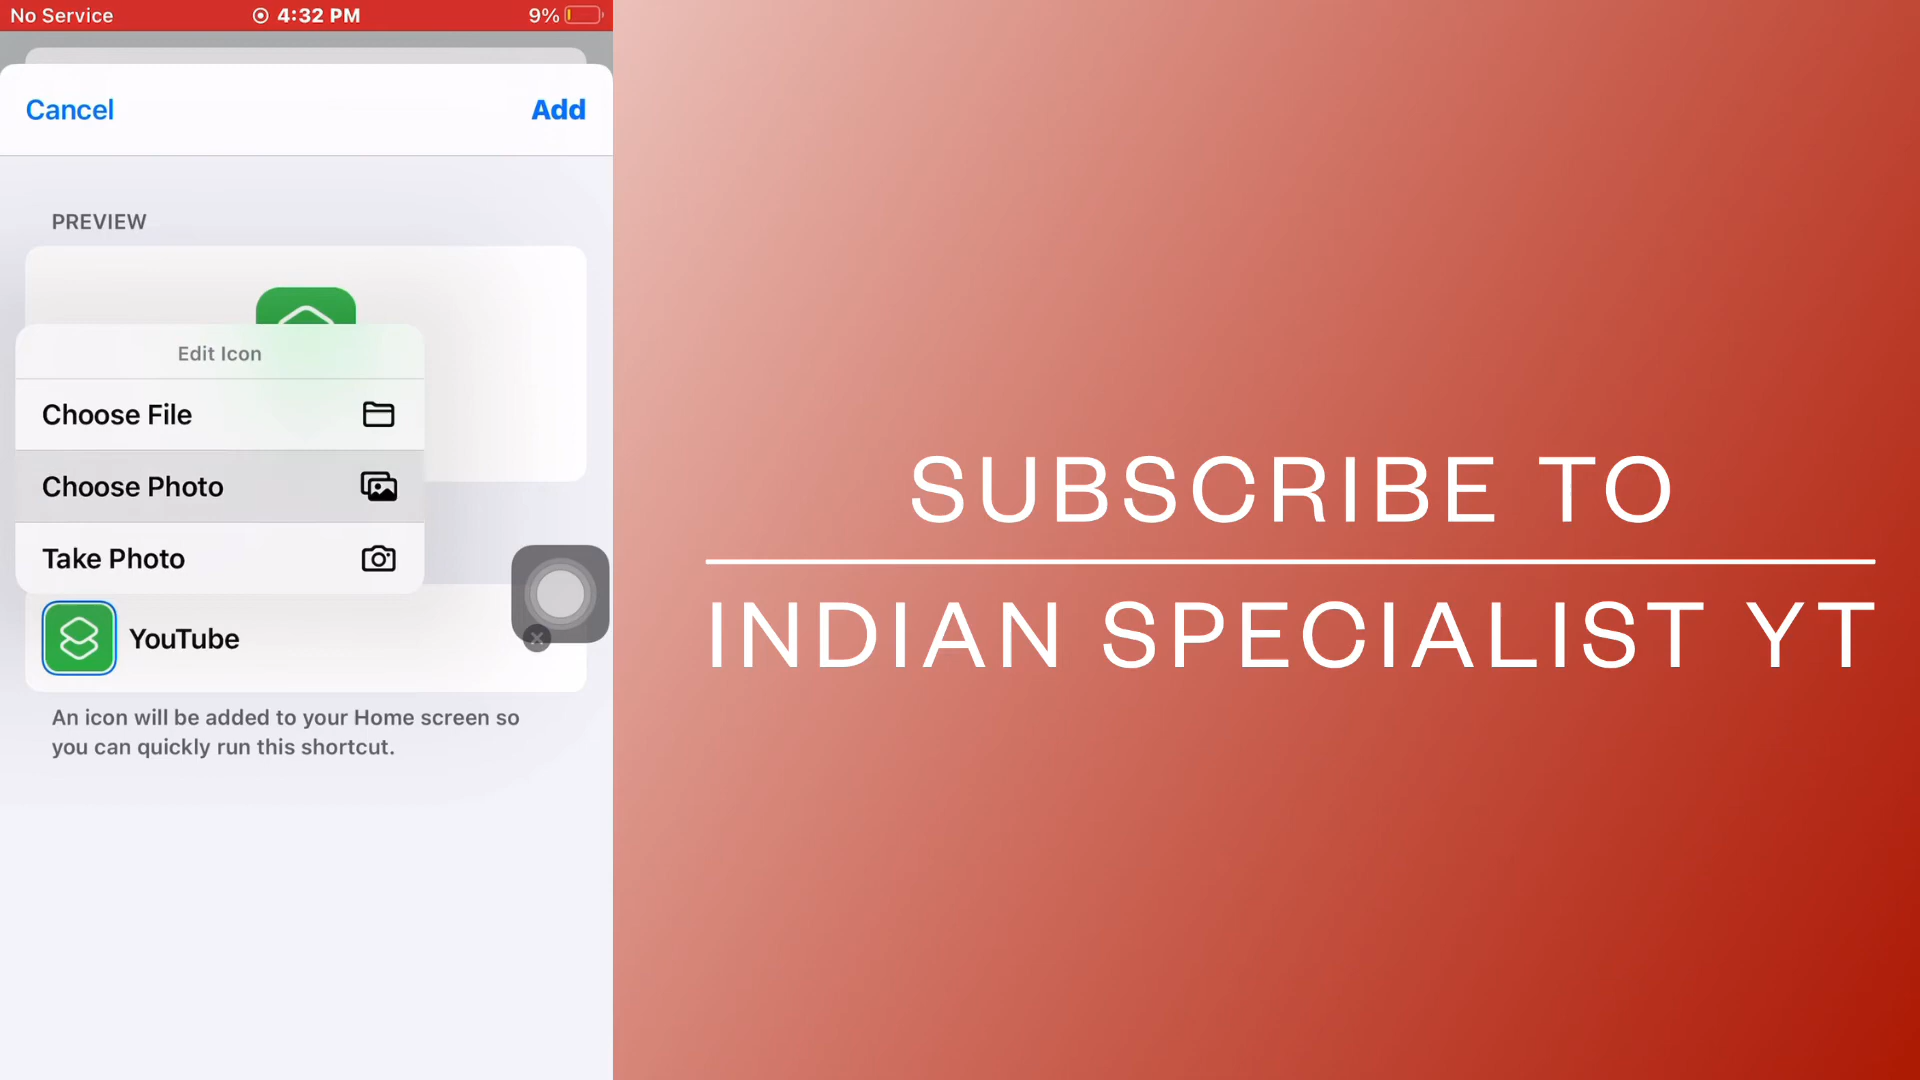 No Service 4:32 PM 9%
Cancel Add
PREVIEW
Edit Icon
Choose File
Choose Photo
Take Photo
YouTube
An icon will be added to your Home screen so
you can quickly run this shortcut.
SUBSCRIBE TO
INDIAN SPECIALIST YT